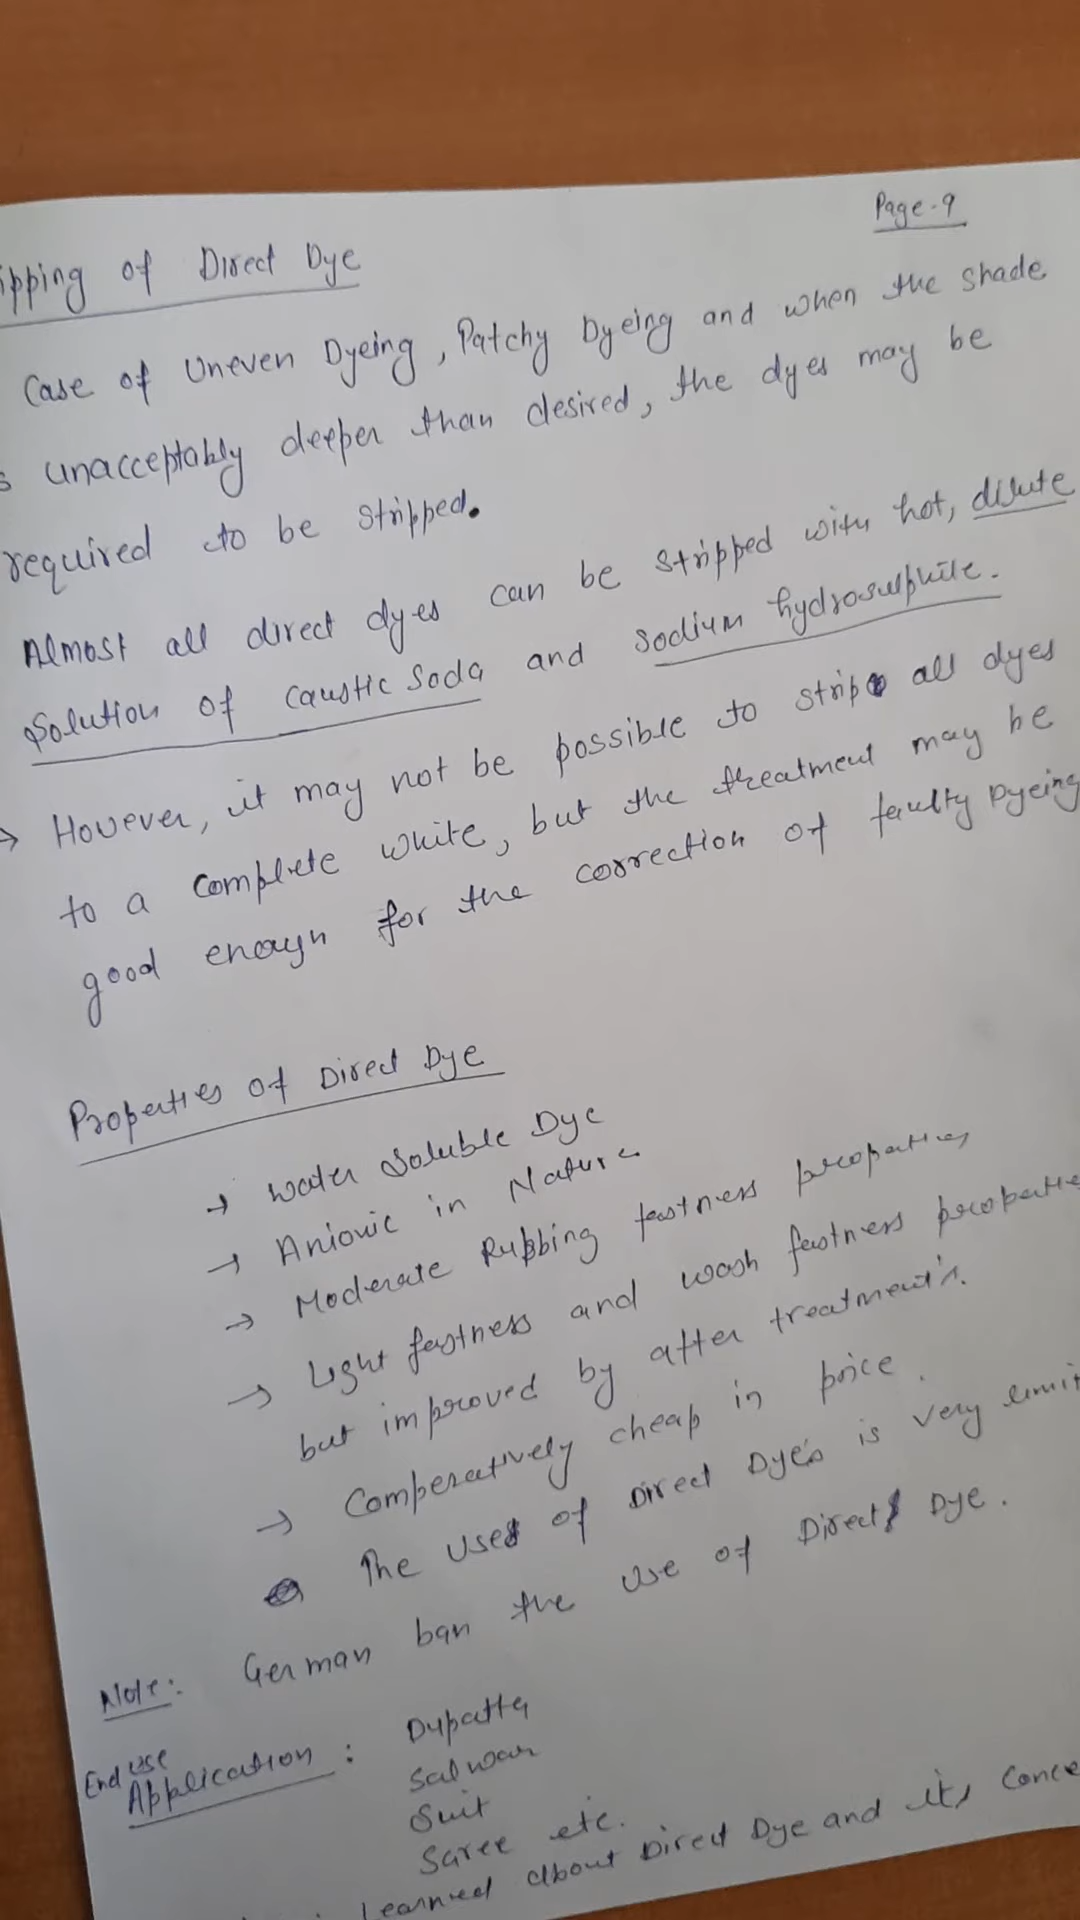 Page-9
ipping of Direct Dye
Case of Uneven Dyeing, Patchy Dyeing and when the shade
s unacceptably deeper than desired, the dyes may be
required to be stripped.
Almost all direct dyes can be stripped with hot, dilute
Solution of Caustic Soda and sodium hydrosulphite.
→ However, it may not be possible to strip all dyes
to a complete white, but the treatment may be
good enough for the correction of faulty Dyeing
Properties of Direct Dye
→ Water Soluble Dye
→ Anionic in Nature
→ Moderate Rubbing fastness properties
→ Light fastness and wash fastness propertie
but improved by after treatment's.
→ Comperatively cheap in price.
The uses of Direct Dye's is very limit
Note: German ban the use of Direct Dye.
End use
Application : Dupatta
Salwar
Suit
Saree etc.
Learned about Direct Dye and its Conce